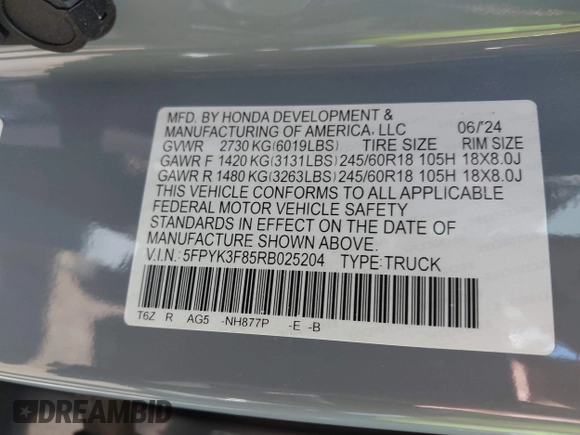 MFD. BY HONDA DEVELOPMENT &
MANUFACTURING OF AMERICA, LLC 06/'24
GVWR 2730 KG(6019LBS) TIRE SIZE RIM SIZE
GAWR F 1420 KG(3131LBS) 245/60R18 105H 18X8.0J
GAWR R 1480 KG(3263LBS) 245/60R18 105H 18X8.0J
THIS VEHICLE CONFORMS TO ALL APPLICABLE
FEDERAL MOTOR VEHICLE SAFETY
STANDARDS IN EFFECT ON THE DATE OF
MANUFACTURE SHOWN ABOVE.
V.I.N.: 5FPYK3F85RB025204 TYPE:TRUCK
T6Z R AG5 -NH877P -E -B
DREAMBID